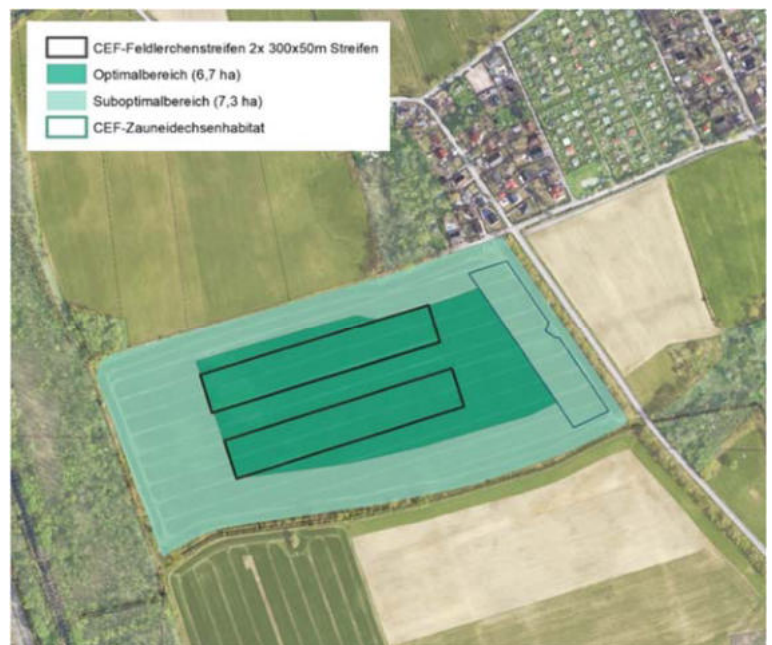 CEF-Feldlerchenstreifen 2x 300x50m Streifen
Optimalbereich (6,7 ha)
Suboptimalbereich (7,3 ha)
CEF-Zauneidechsenhabitat